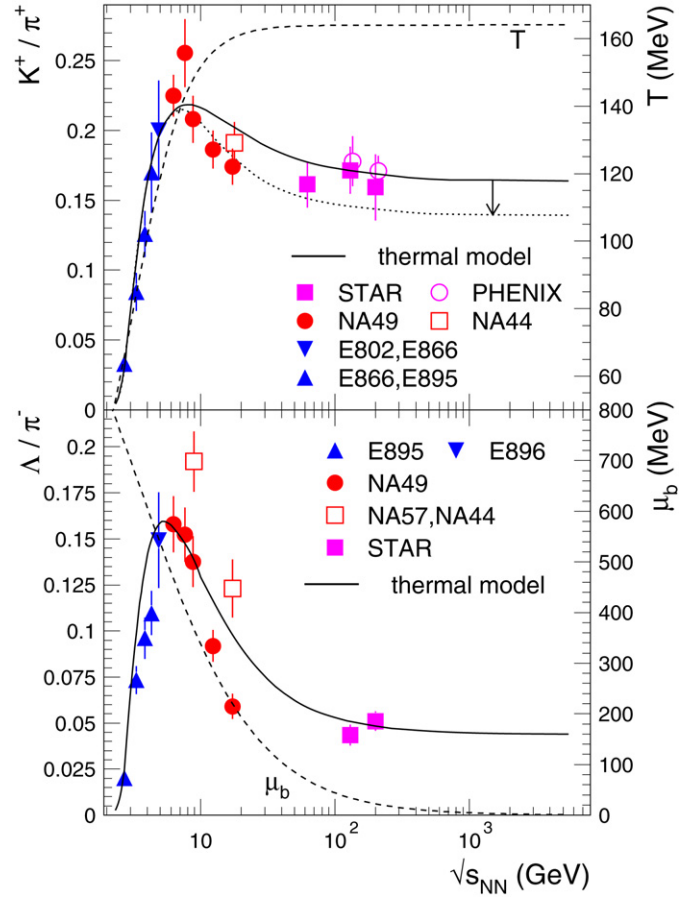 K⁺/π⁺
T (MeV)
0.25
0.2
0.15
0.1
0.05
0
160
140
120
100
80
60
T
thermal model
STAR PHENIX
NA49 NA44
E802,E866
E866,E895
Λ/π⁻
μ_b (MeV)
0.2
0.175
0.15
0.125
0.1
0.075
0.05
0.025
0
800
700
600
500
400
300
200
100
0
E895 E896
NA49
NA57,NA44
STAR
thermal model
μ_b
10 10² 10³
√s_NN (GeV)